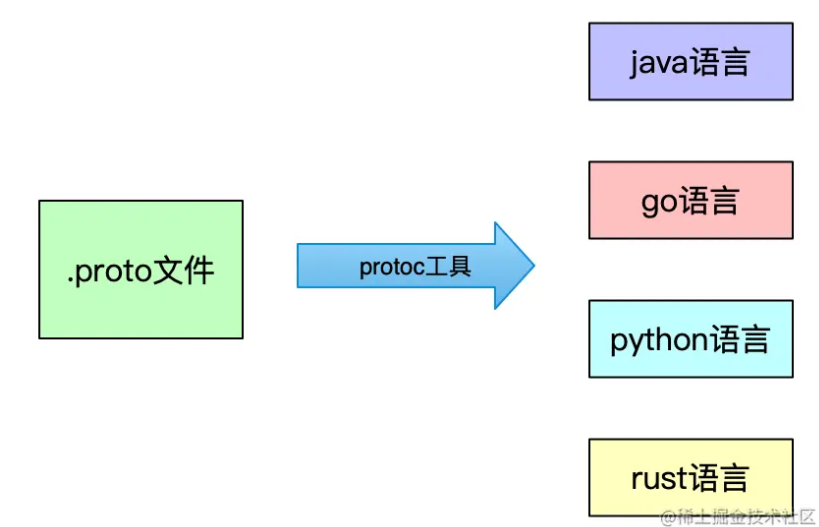 java语言
go语言
.proto文件
protoc工具
python语言
rust语言
@稀土掘金技术社区